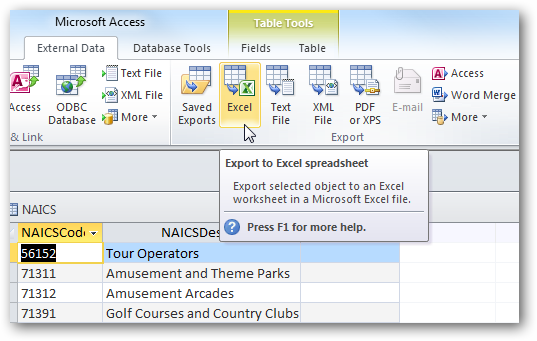 Microsoft Access
Table Tools
External Data Database Tools Fields Table
Access
ODBC Database
Text File
XML File
More
& Link
Saved Exports
Excel
Text File
XML File
PDF or XPS
E-mail
Access
Word Merge
More
Export
Export to Excel spreadsheet
Export selected object to an Excel
worksheet in a Microsoft Excel file.
Press F1 for more help.
NAICS
NAICSCod NAICSDes
56152 Tour Operators
71311 Amusement and Theme Parks
71312 Amusement Arcades
71391 Golf Courses and Country Clubs